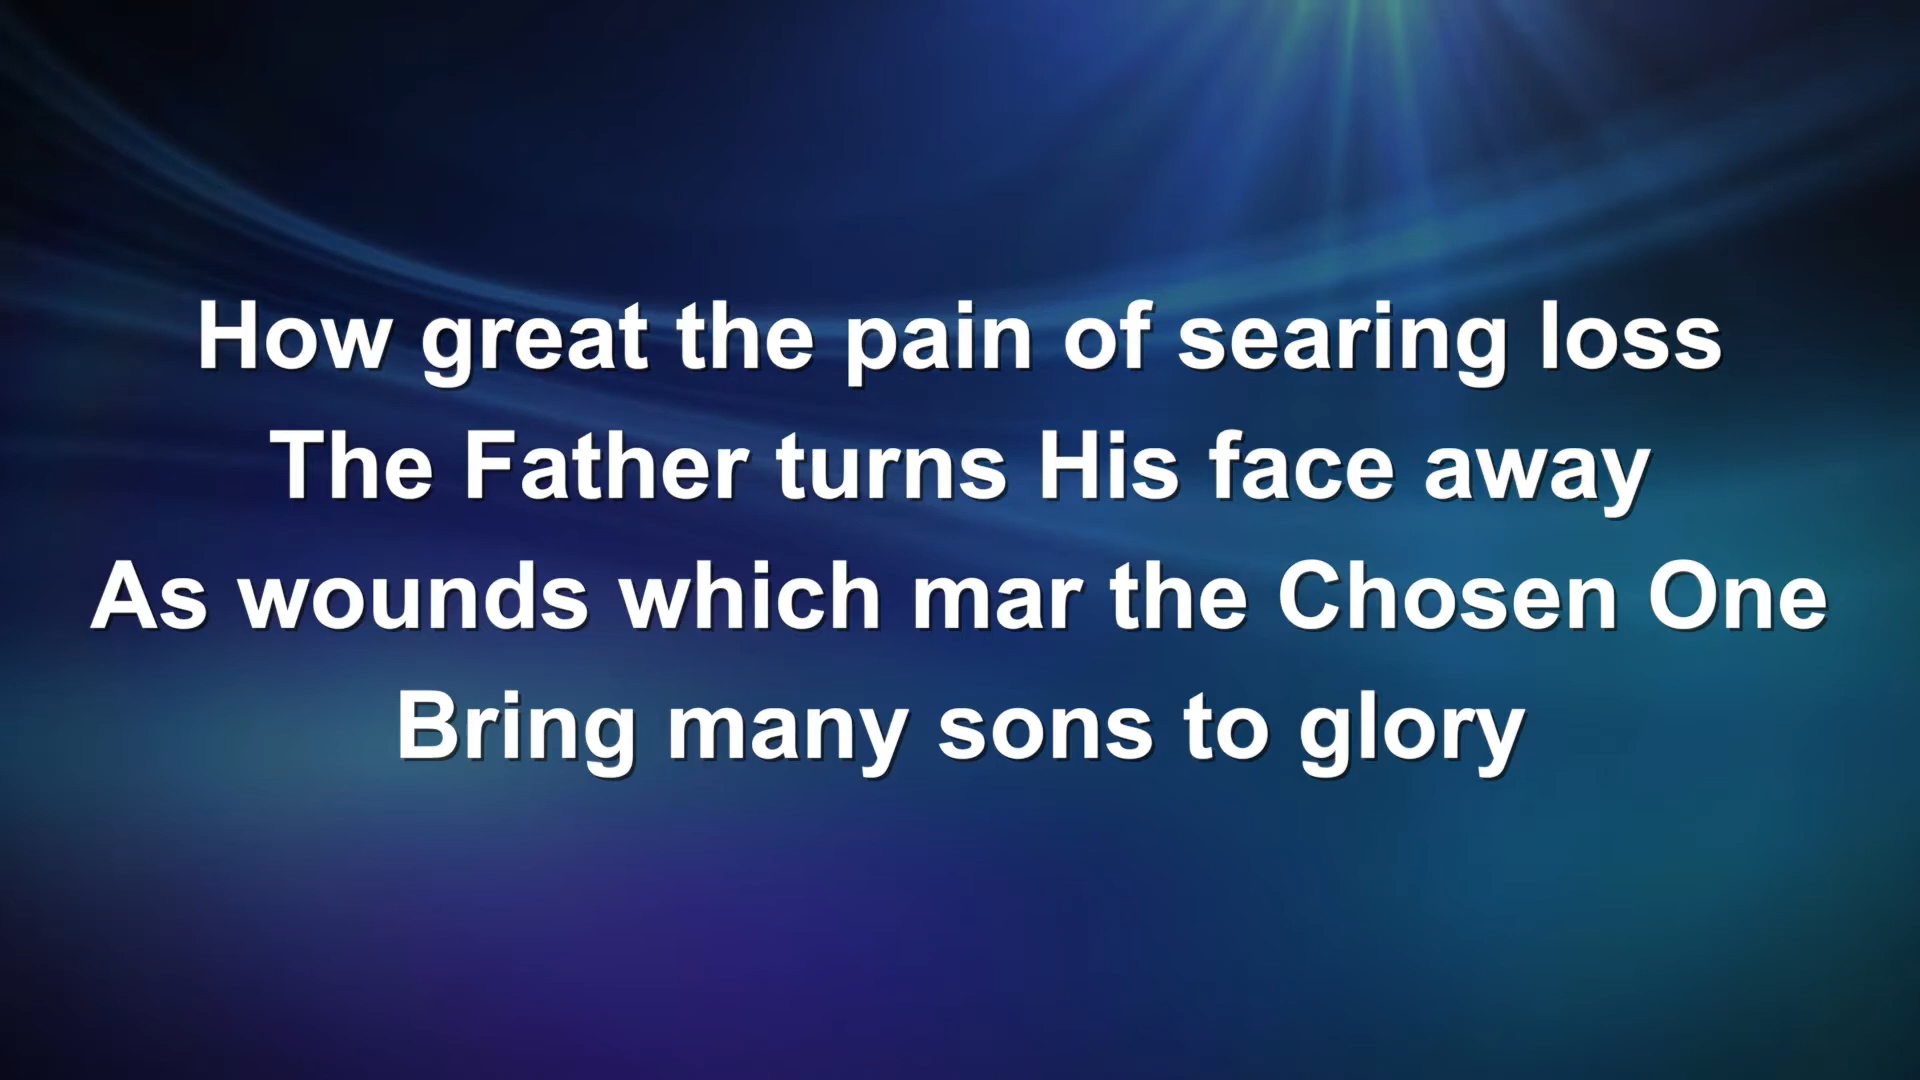 How great the pain of searing loss
The Father turns His face away
As wounds which mar the Chosen One
Bring many sons to glory